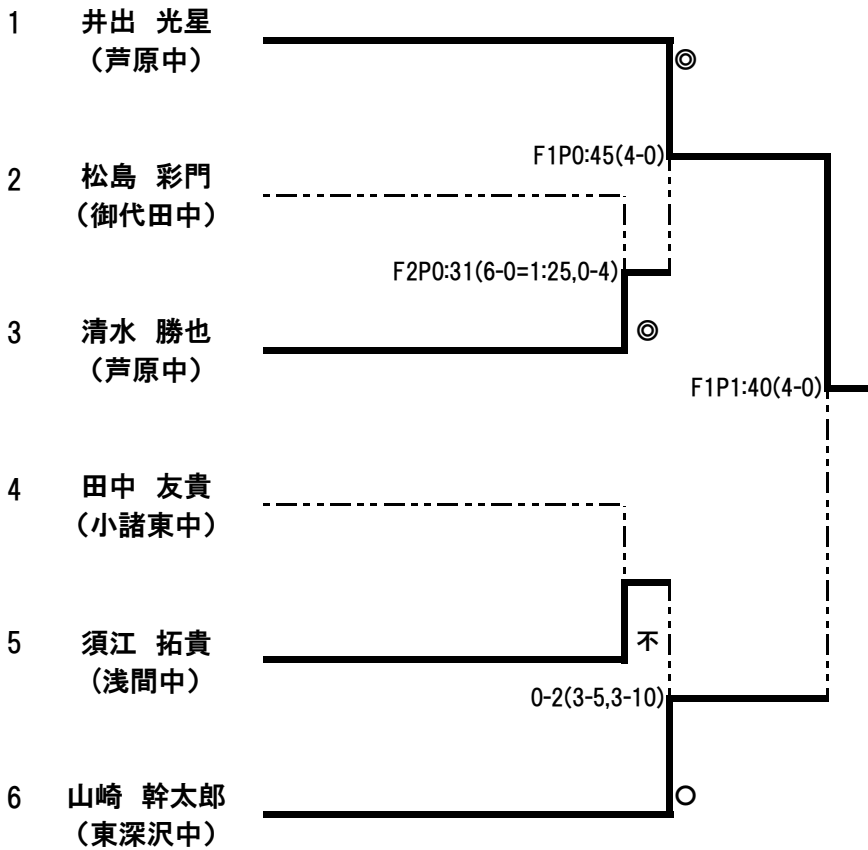 1 井出 光星
（芦原中）
◎
F1P0:45(4-0)
2 松島 彩門
（御代田中）
F2P0:31(6-0=1:25,0-4)
3 清水 勝也
（芦原中）
◎
F1P1:40(4-0)
4 田中 友貴
（小諸東中）
5 須江 拓貴
（浅間中）
不
0-2(3-5,3-10)
6 山崎 幹太郎
（東深沢中）
○